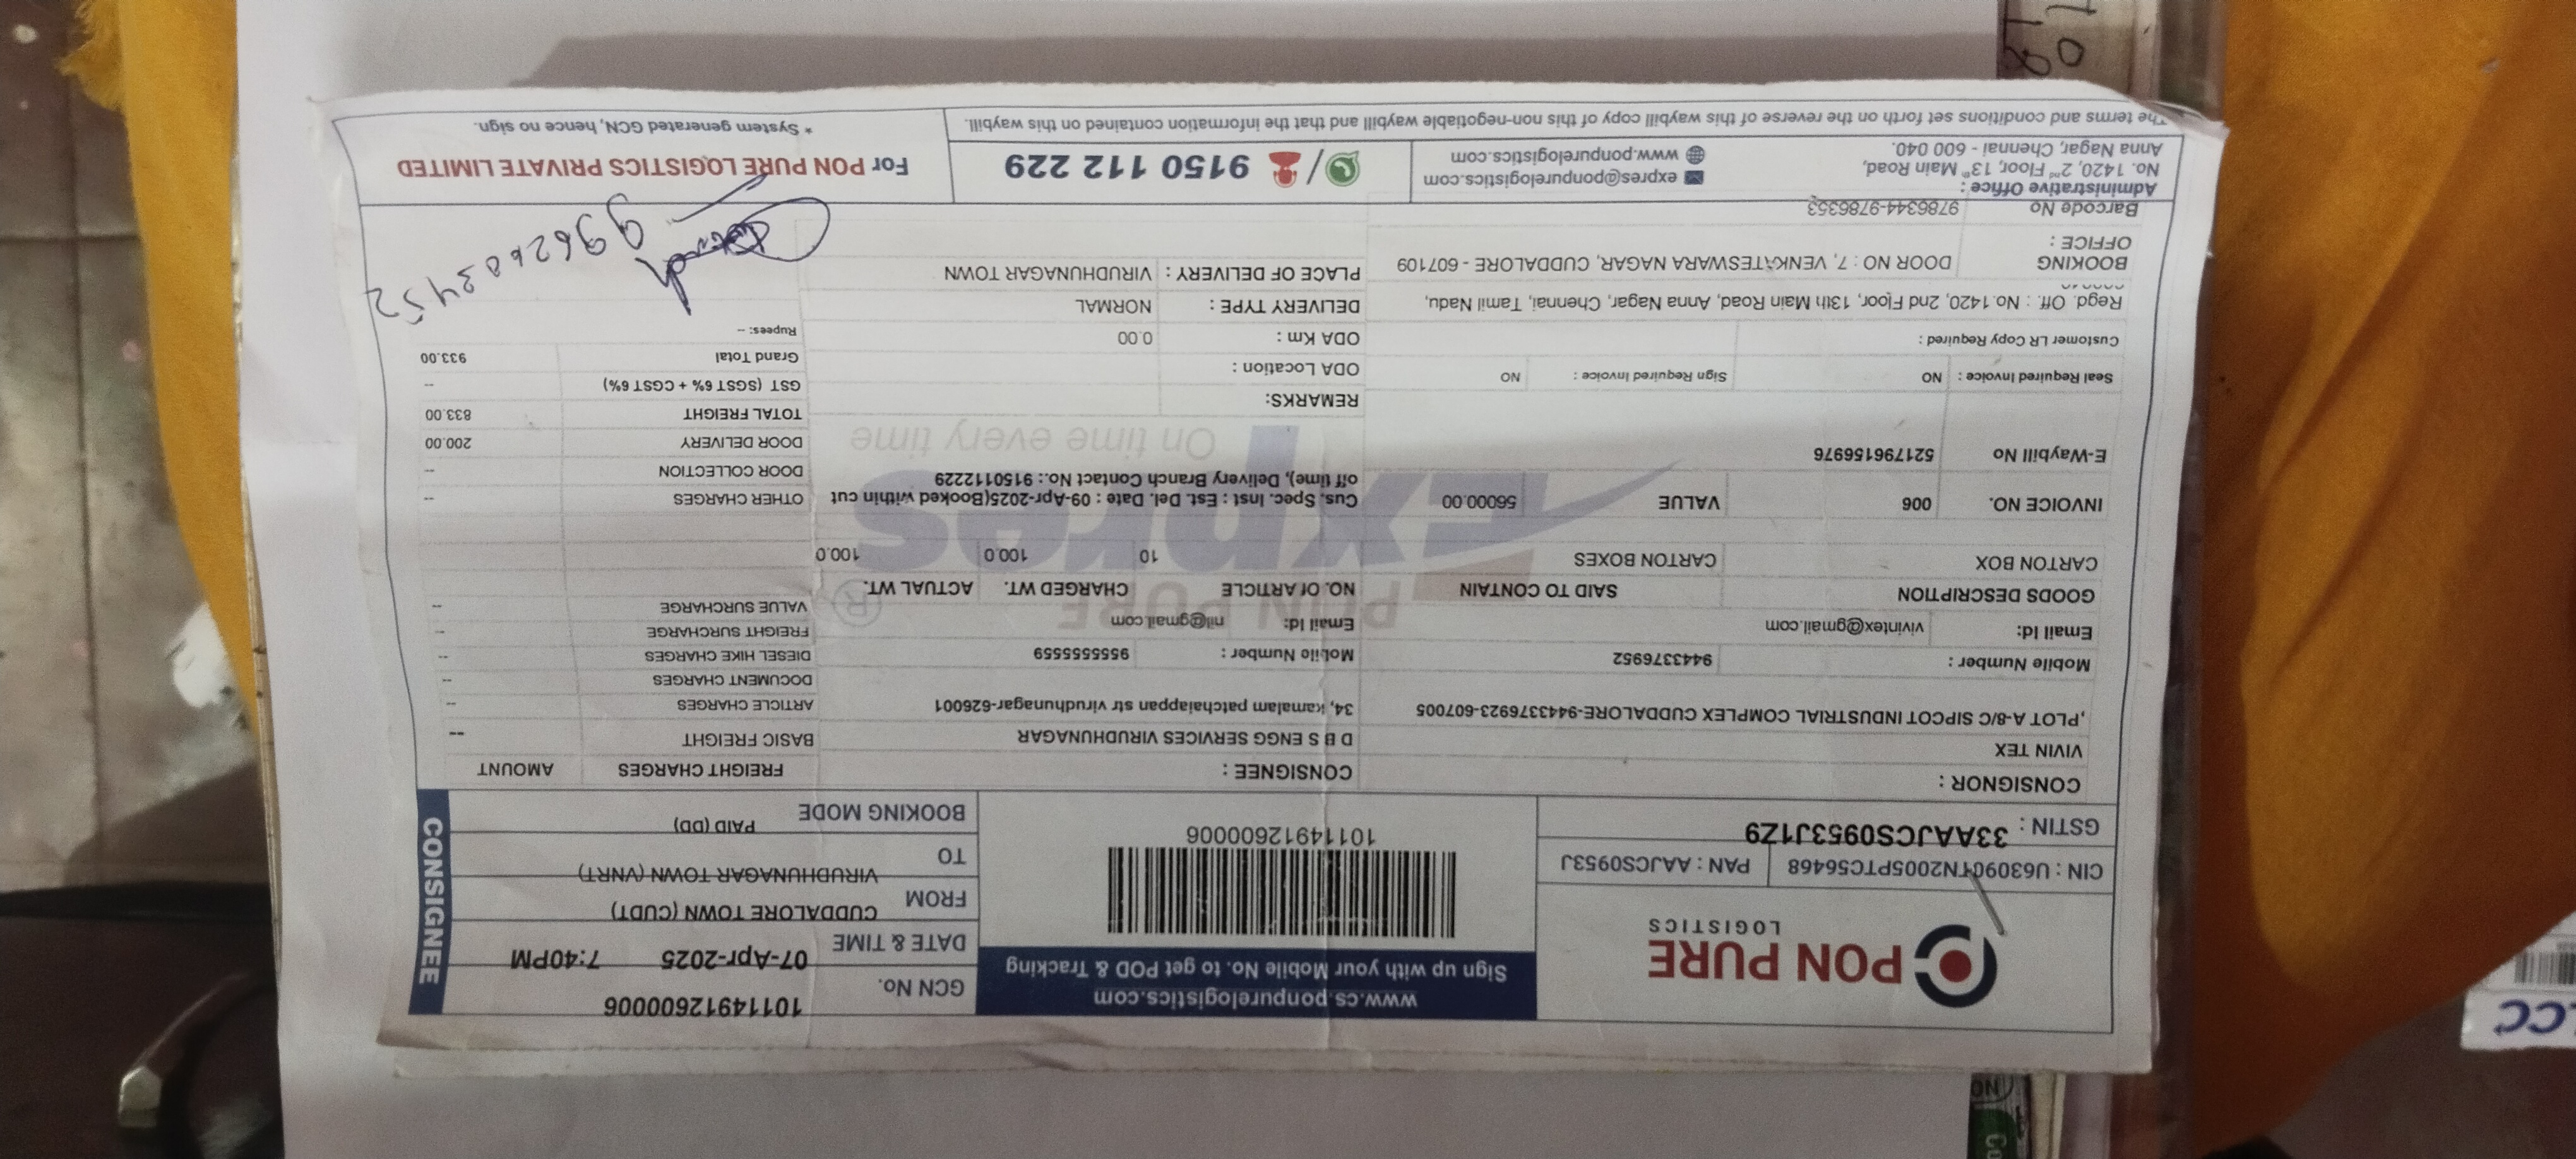 PON PURE
LOGISTICS
CIN : U63090TN2005PTC56468 PAN : AAJCS0953J
GSTIN : 33AAJCS0953J1Z9
www.cs.ponpurelogistics.com
Sign up with your Mobile No. to get POD & Tracking
10114912600006
GCN No. 10114912600006
DATE & TIME 07-Apr-2025 7:40PM
FROM CUDDALORE TOWN (CUDT)
TO VIRUDHUNAGAR TOWN (VNRT)
BOOKING MODE PAID (DD)
CONSIGNEE
CONSIGNOR :
VIVIN TEX
,PLOT A-8/C SIPCOT INDUSTRIAL COMPLEX CUDDALORE-9443376923-607005
Mobile Number : 9443376952
Email Id: vivintex@gmail.com
CONSIGNEE :
D B S ENGG SERVICES VIRUDHUNAGAR
34, kamalam patchaiappan str virudhunagar-626001
Mobile Number : 9555555559
Email Id: nil@gmail.com
GOODS DESCRIPTION SAID TO CONTAIN NO. Of ARTICLE CHARGED WT. ACTUAL WT.
CARTON BOX CARTON BOXES 10 100.0 100.0
INVOICE NO. 006 VALUE 56000.00
E-Waybill No 521796156976
Cus. Spec. Inst : Est. Del. Date : 09-Apr-2025(Booked within cut
off time), Delivery Branch Contact No.: 9150112229
PON PURE
Expres
On time every time
Seal Required Invoice : NO Sign Required Invoice : NO
Customer LR Copy Required :
Regd. Off. : No.1420, 2nd Floor, 13th Main Road, Anna Nagar, Chennai, Tamil Nadu,
BOOKING OFFICE : DOOR NO : 7, VENKATESWARA NAGAR, CUDDALORE - 607109
Barcode No 9786344-9786353
REMARKS:
ODA Location :
ODA Km : 0.00
DELIVERY TYPE : NORMAL
PLACE OF DELIVERY : VIRUDHUNAGAR TOWN
FREIGHT CHARGES AMOUNT
BASIC FREIGHT --
ARTICLE CHARGES --
DOCUMENT CHARGES --
DIESEL HIKE CHARGES --
FREIGHT SURCHARGE --
VALUE SURCHARGE --
OTHER CHARGES --
DOOR COLLECTION --
DOOR DELIVERY 200.00
TOTAL FREIGHT 833.00
GST (SGST 6% + CGST 6%) --
Grand Total 933.00
Rupees: --
Administrative Office :
No. 1420, 2nd Floor, 13th Main Road,
Anna Nagar, Chennai - 600 040.
expres@ponpurelogistics.com
www.ponpurelogistics.com
9150 112 229
For PON PURE LOGISTICS PRIVATE LIMITED
The terms and conditions set forth on the reverse of this waybill copy of this non-negotiable waybill and that the information contained on this waybill.
* System generated GCN, hence no sign.